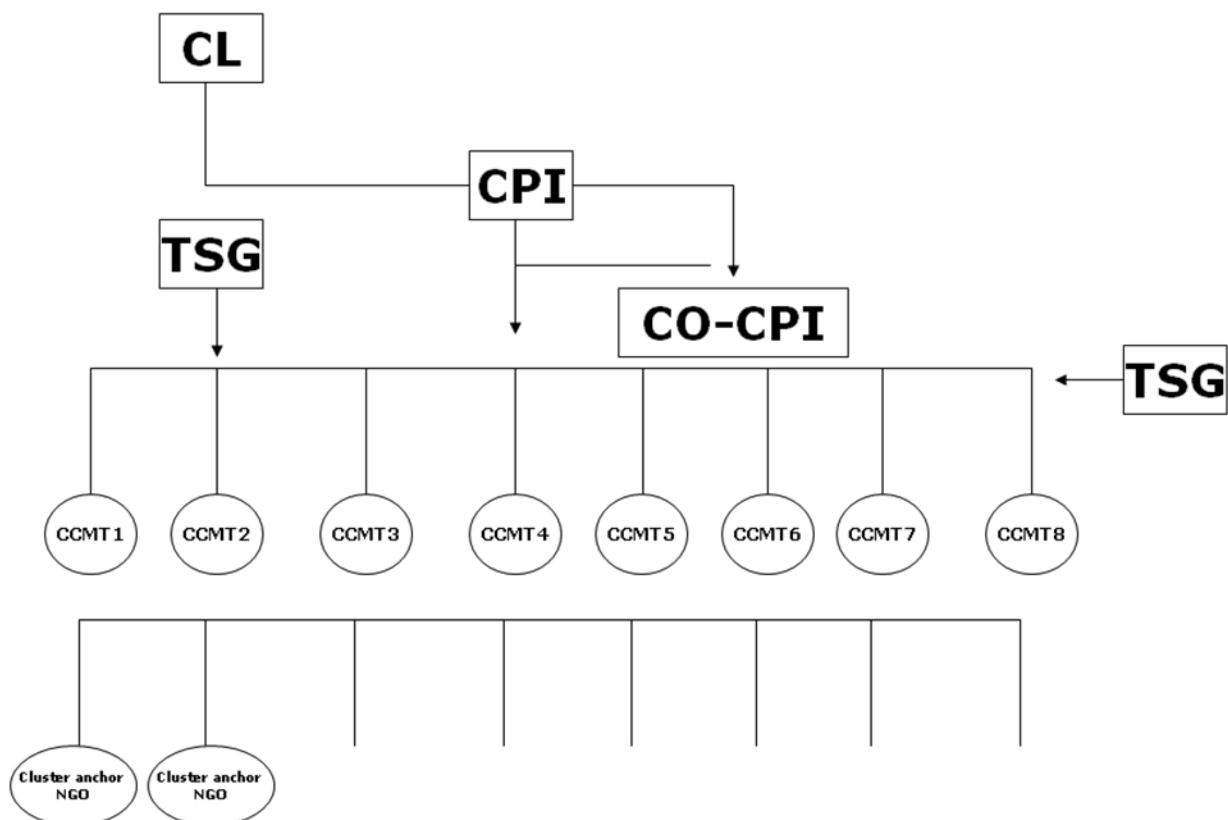 CL
CPI
TSG
CO-CPI
TSG
CCMT1
CCMT2
CCMT3
CCMT4
CCMT5
CCMT6
CCMT7
CCMT8
Cluster anchor
NGO
Cluster anchor
NGO